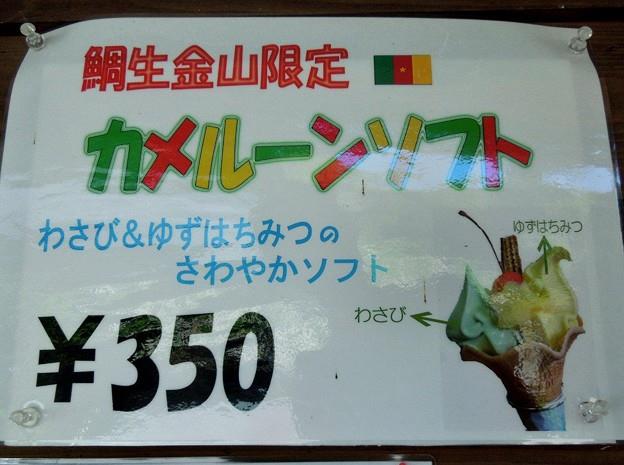 鯛生金山限定
カメルーンソフト
わさび&ゆずはちみつの
さわやかソフト
ゆずはちみつ
わさび
￥350